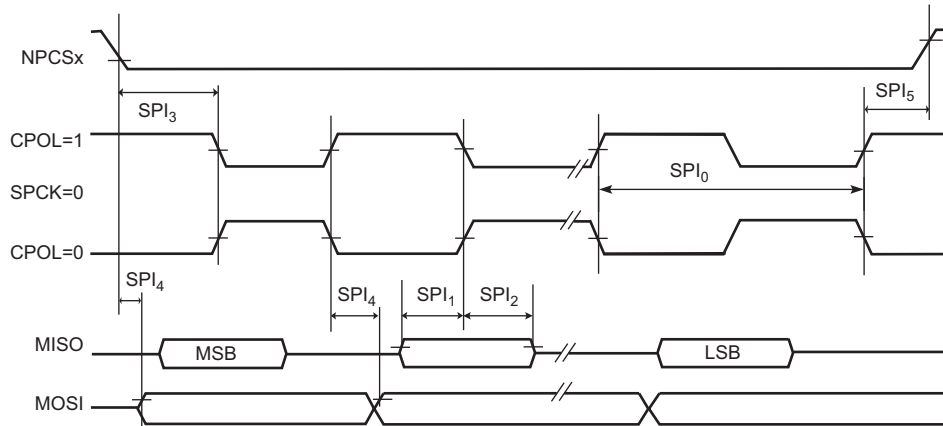 NPCSx
SPI₃
SPI₅
CPOL=1
SPCK=0
SPI₀
CPOL=0
SPI₄
SPI₄
SPI₁
SPI₂
MISO
MSB
LSB
MOSI